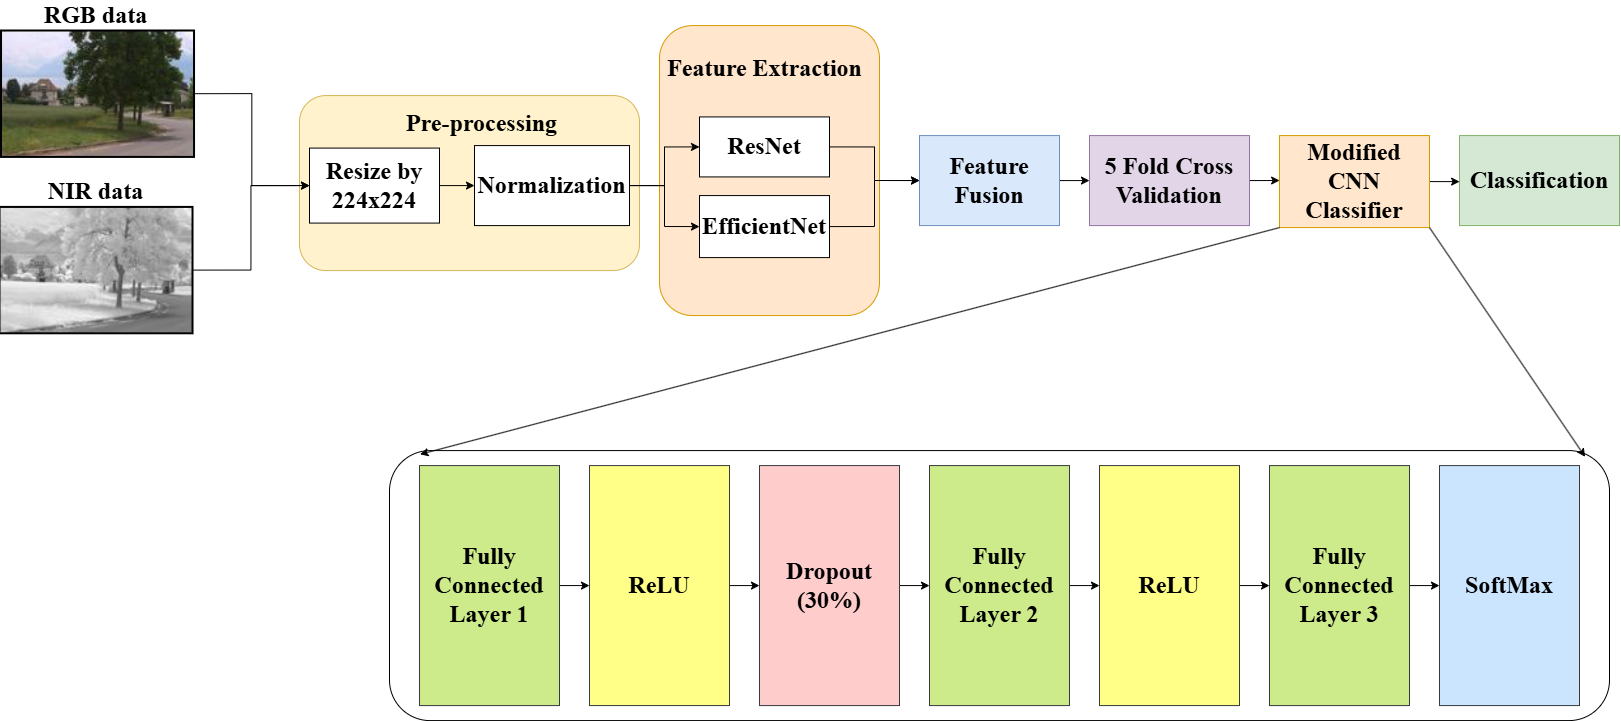 RGB data
NIR data
Pre-processing
Resize by
224x224
Normalization
Feature Extraction
ResNet
EfficientNet
Feature
Fusion
5 Fold Cross
Validation
Modified
CNN
Classifier
Classification
Fully
Connected
Layer 1
ReLU
Dropout
(30%)
Fully
Connected
Layer 2
ReLU
Fully
Connected
Layer 3
SoftMax